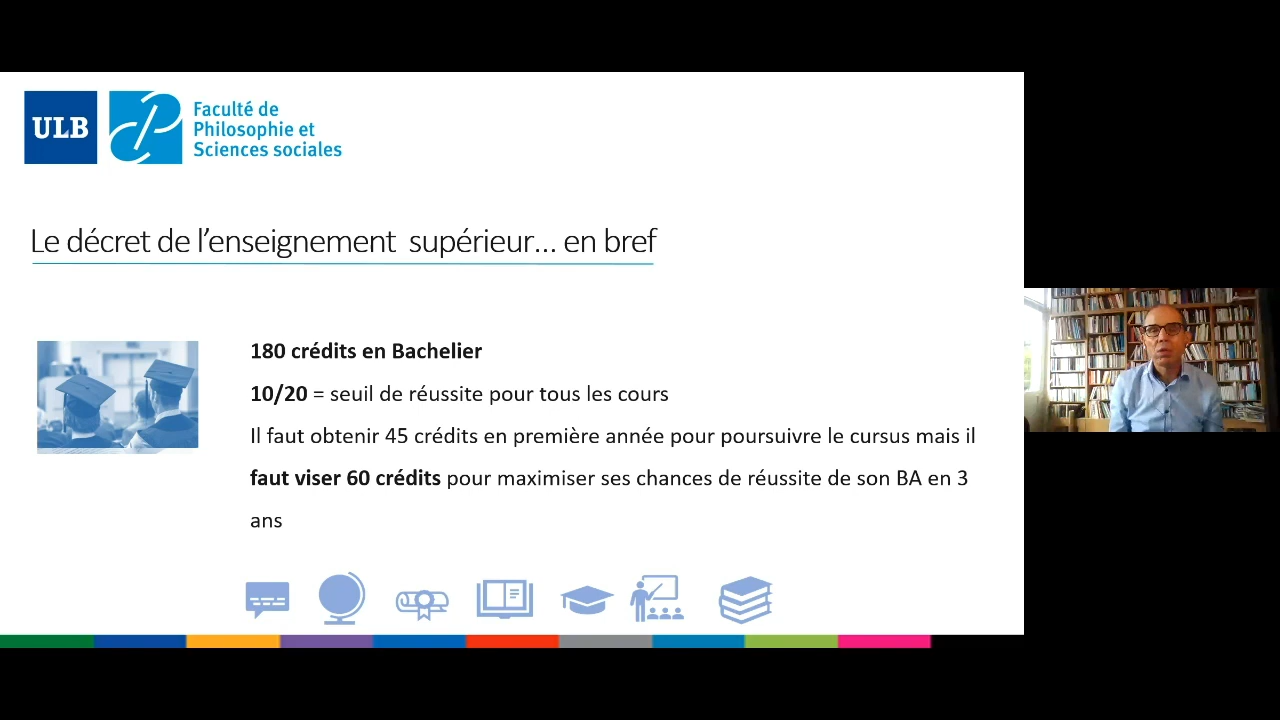 ULB
Faculté de
Philosophie et
Sciences sociales
Le décret de l’enseignement supérieur... en bref
180 crédits en Bachelier
10/20 = seuil de réussite pour tous les cours
Il faut obtenir 45 crédits en première année pour poursuivre le cursus mais il
faut viser 60 crédits pour maximiser ses chances de réussite de son BA en 3
ans